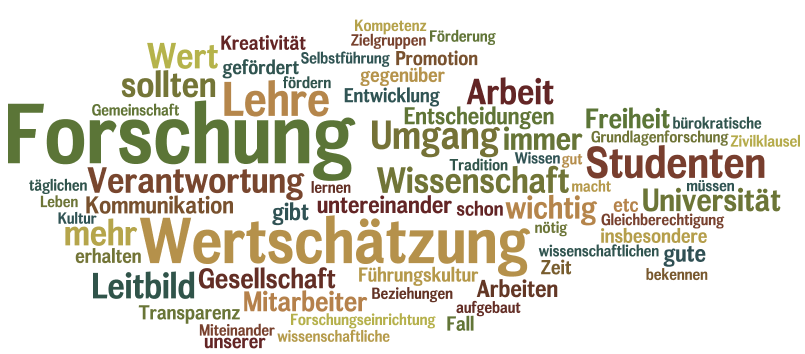 Kompetenz
Kreativität Zielgruppen Förderung
Wert gefördert Selbstführung Promotion
sollten fördern gegenüber
Gemeinschaft Lehre Entwicklung Arbeit
Forschung Umgang Entscheidungen Freiheit bürokratische
immer Grundlagenforschung Zivilklausel
Tradition Wissen gut Studenten
täglichen Verantwortung lernen Wissenschaft macht müssen
Leben Kommunikation gibt untereinander schon wichtig etc Universität
Kultur Gleichberechtigung
mehr Wertschätzung nötig insbesondere
erhalten wissenschaftlichen gute
Leitbild Gesellschaft Führungskultur Zeit bekennen
Mitarbeiter Beziehungen Arbeiten
Transparenz Forschungseinrichtung aufgebaut
Miteinander Fall
unserer wissenschaftliche